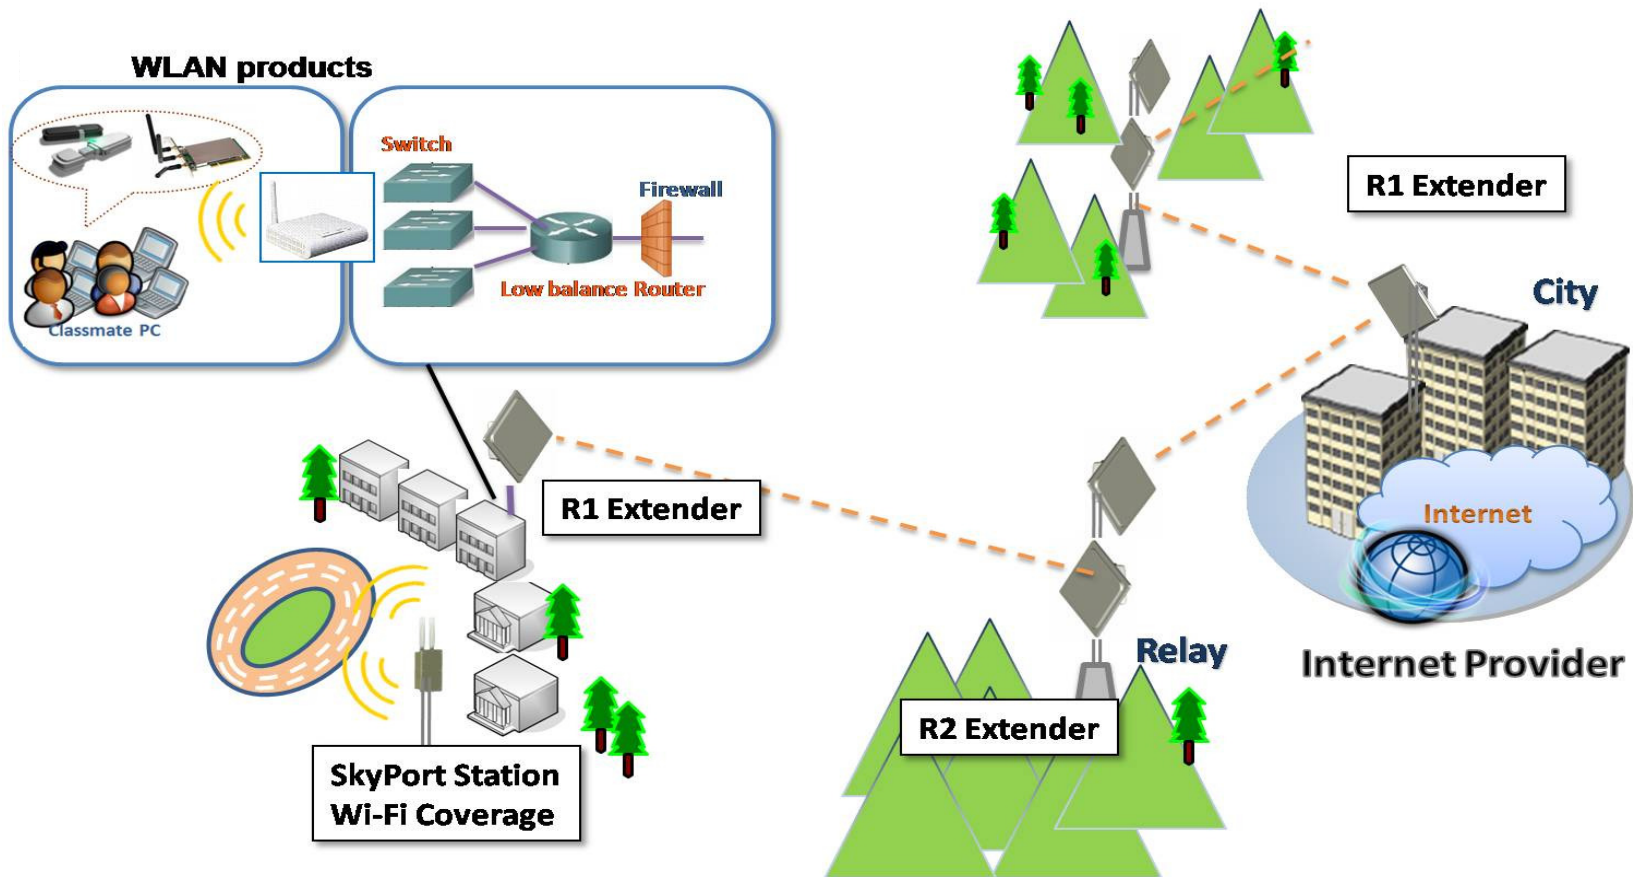 WLAN products
Switch
Firewall
Low balance Router
Classmate PC
R1 Extender
City
R1 Extender
Internet
Relay
Internet Provider
R2 Extender
SkyPort Station
Wi-Fi Coverage